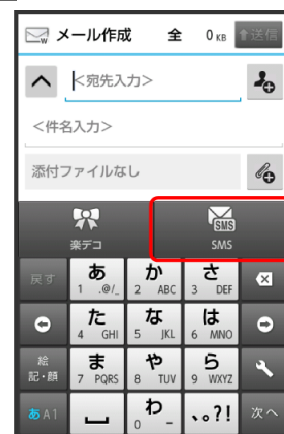 メール作成 全 0 KB 送信
<宛先入力>
<件名入力>
添付ファイルなし
楽デコ SMS SMS
戻す あ 1 .@/_ か 2 ABC さ 3 DEF
た 4 GHI な 5 JKL は 6 MNO
絵記・顔 ま 7 PQRS や 8 TUV ら 9 WXYZ
あA1 わ 0 - 、。?! 次へ